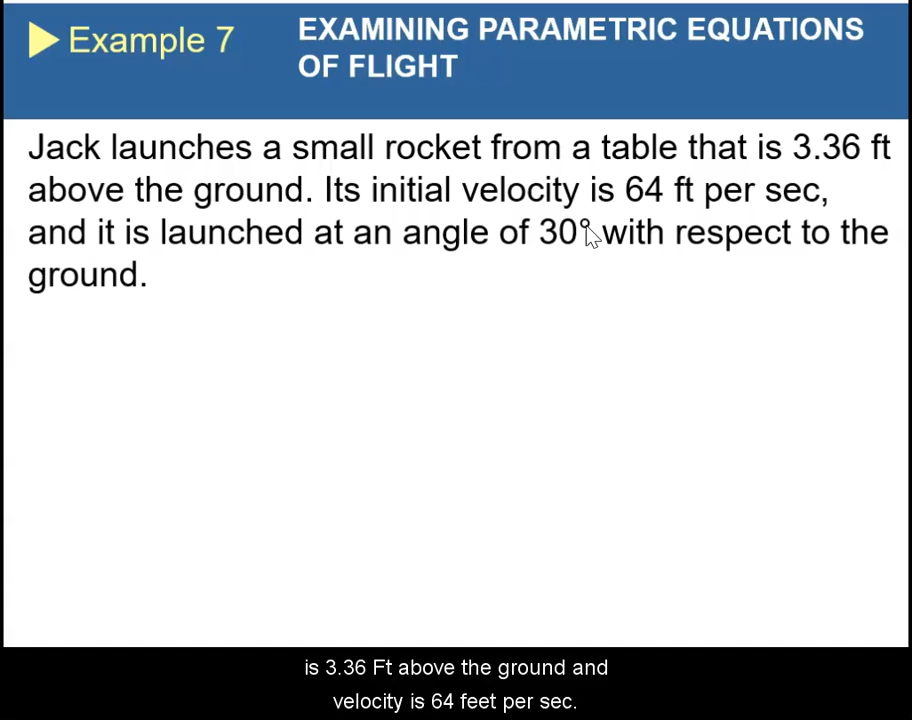 Example 7
EXAMINING PARAMETRIC EQUATIONS
OF FLIGHT
Jack launches a small rocket from a table that is 3.36 ft
above the ground. Its initial velocity is 64 ft per sec,
and it is launched at an angle of 30° with respect to the
ground.
is 3.36 Ft above the ground and
velocity is 64 feet per sec.